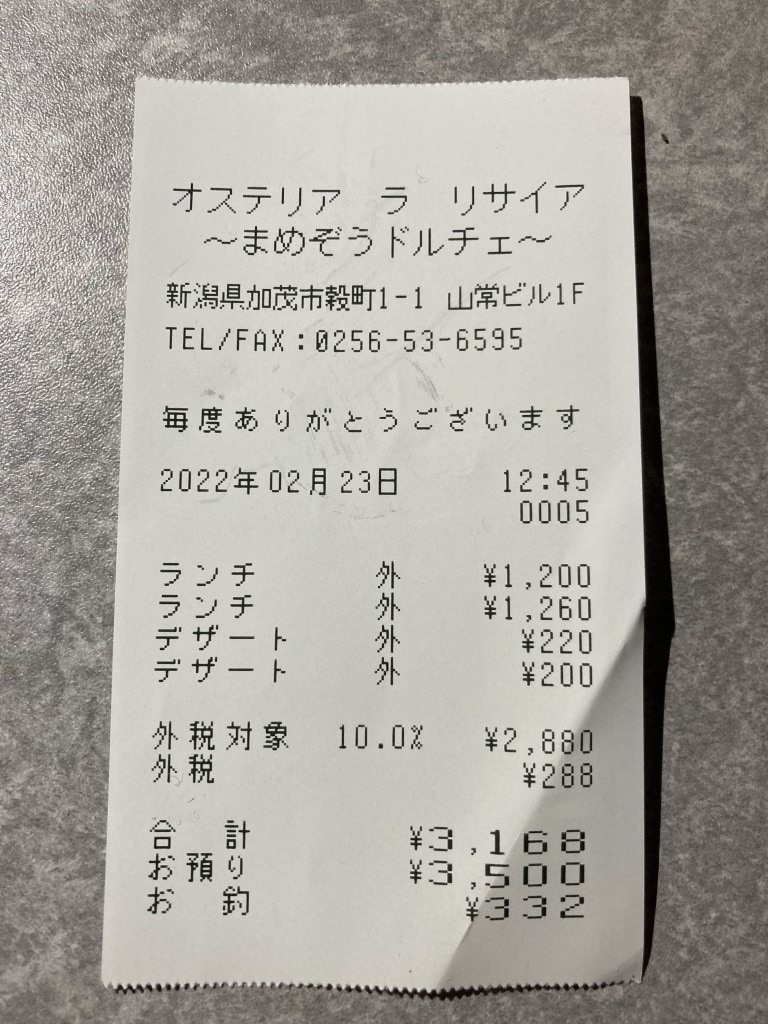 オステリア ラ リサイア
～まめぞうドルチェ～
新潟県加茂市穀町1-1 山常ビル1F
TEL/FAX:0256-53-6595
毎度ありがとうございます
2022年02月23日 12:45
0005
ランチ 外 ¥1,200
ランチ 外 ¥1,260
デザート 外 ¥220
デザート 外 ¥200
外税対象 10.0% ¥2,880
外税 ¥288
合 計 ¥3,168
お預り ¥3,500
お 釣 ¥332